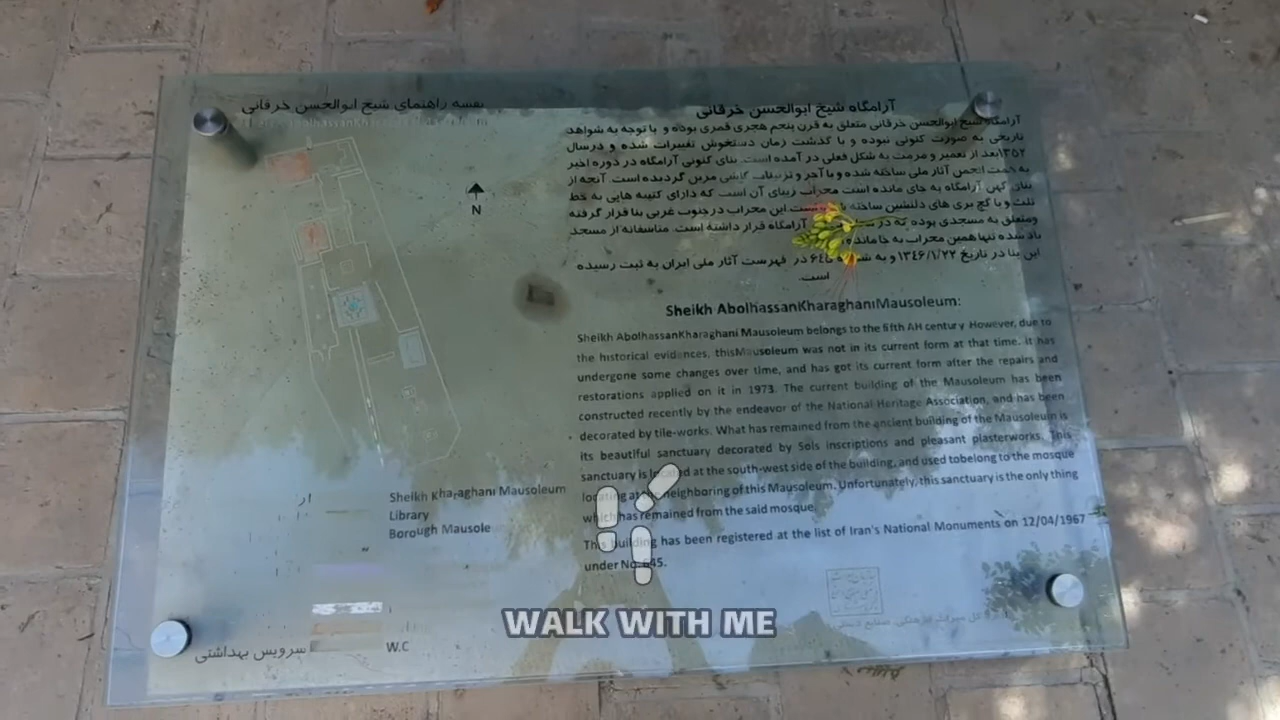 نقشه راهنمای شیخ ابوالحسن خرقانی
N
آرامگاه شیخ ابوالحسن خرقانی
آرامگاه شیخ ابوالحسن خرقانی متعلق به قرن پنجم هجری قمری بوده و با توجه به شواهد
تاریخی به صورت کنونی نبوده و با گذشت زمان دستخوش تغییرات شده و درسال
۱۳۵۲بعد از تعمیر و مرمت به شکل فعلی در آمده است. بنای کنونی آرامگاه در دوره اخیر
به همت انجمن آثار ملی ساخته شده و با آجر و تزئینات کاشی مزین گردیده است. آنچه از
بنای کهن آرامگاه به جای مانده است محراب زیبای آن است که دارای کتیبه هایی به خط
ثلث و با گچ بری های دلنشین ساخته است این محراب درجنوب غربی بنا قرار گرفته
ومتعلق به مسجدی بوده که در آرامگاه قرار داشته است. متاسفانه از مسجد
یاد شده تنها همین محراب به جا مانده
این بنا در تاریخ ۱۳٤٦/۱/۲۲ و به ٦٤٥ در فهرست آثار ملی ایران به ثبت رسیده
است.
Sheikh AbolhassanKharaghaniMausoleum:
Sheikh AbolhassanKharaghani Mausoleum belongs to the fifth AH century. However, due to
the historical evidences, thisMausoleum was not in its current form at that time. It has
undergone some changes over time, and has got its current form after the repairs and
restorations applied on it in 1973. The current building of the Mausoleum has been
constructed recently by the endeavor of the National Heritage Association, and has been
decorated by tile-works. What has remained from the ancient building of the Mausoleum is
its beautiful sanctuary decorated by Sols inscriptions and pleasant plasterworks. This
sanctuary is located at the south-west side of the building, and used tobelong to the mosque
locating at neighboring of this Mausoleum. Unfortunately, this sanctuary is the only thing
which has remained from the said mosque.
This building has been registered at the list of Iran's National Monuments on 12/04/1967
under No. 645.
Sheikh Kharaghani Mausoleum
Library
Borough Mausole
سرویس بهداشتی
W.C
WALK WITH ME